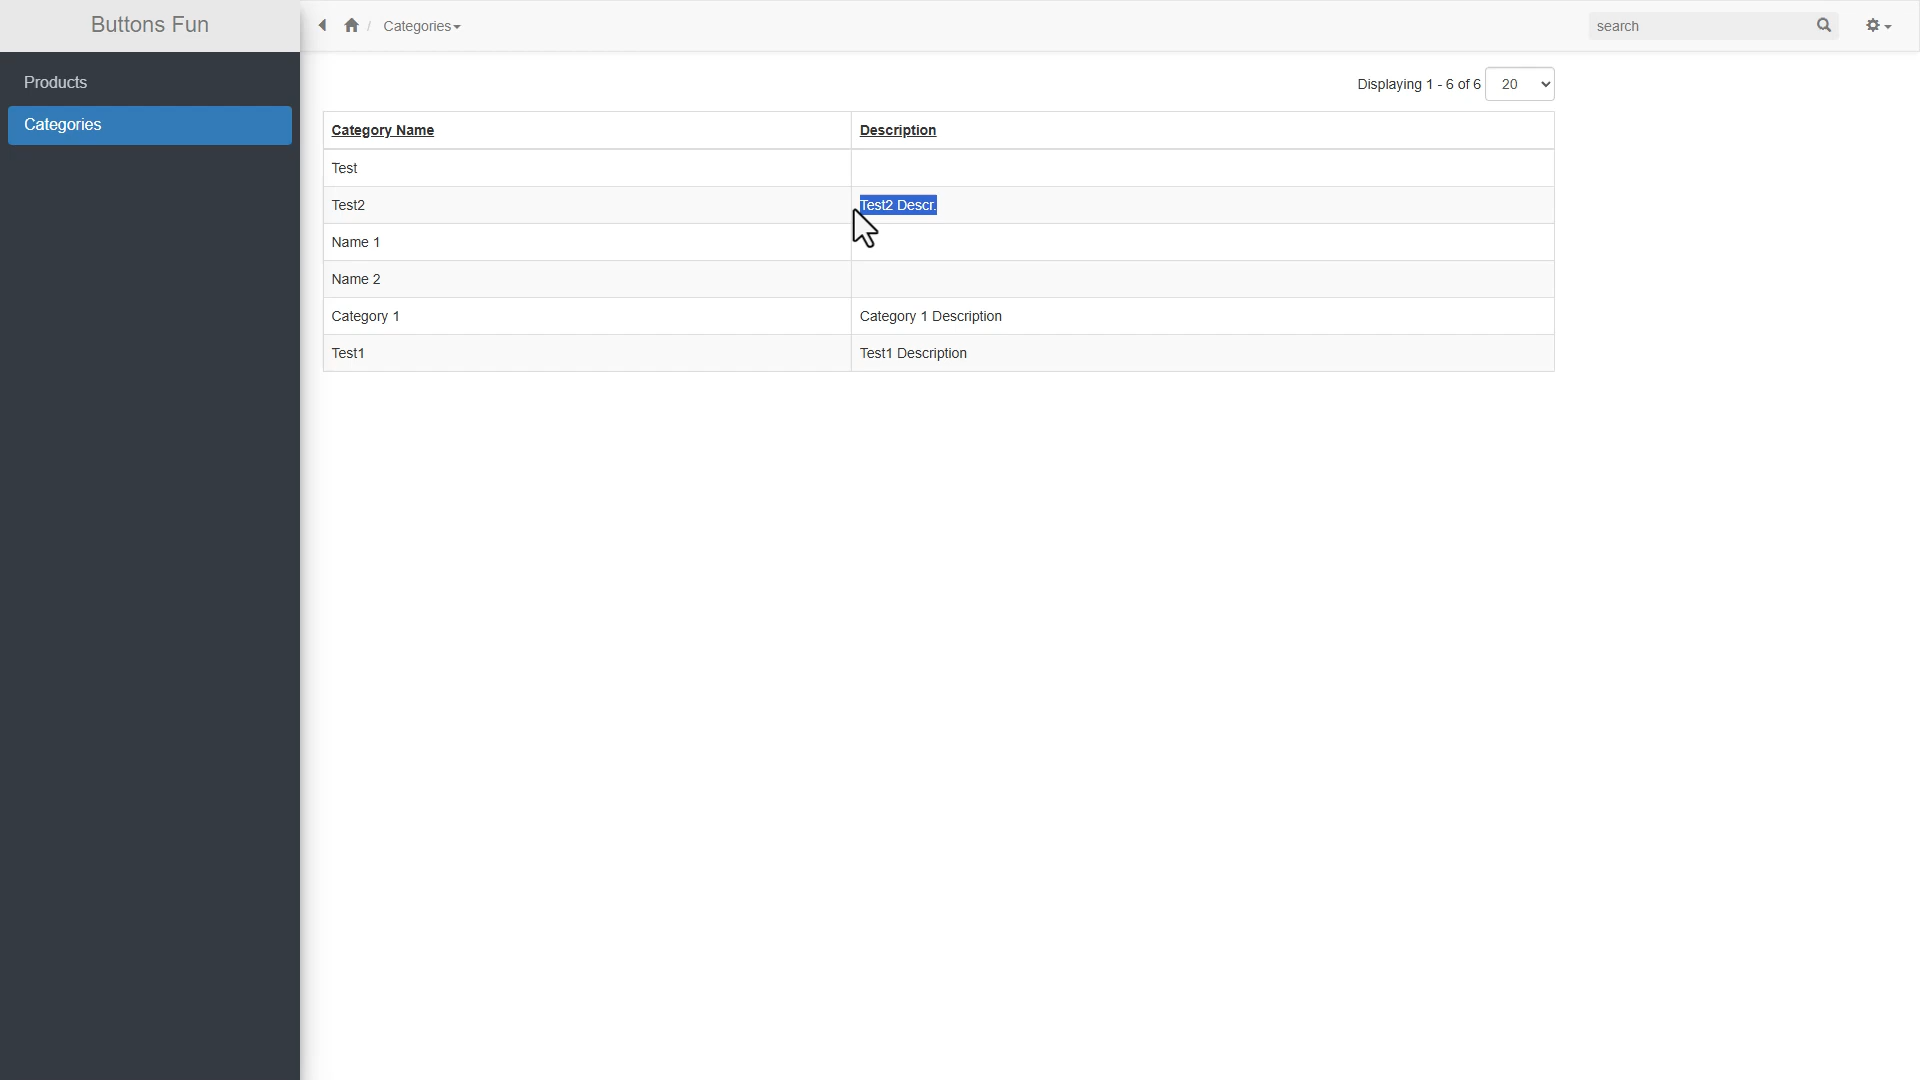 Buttons Fun
/ Categories
search
Products
Categories
Displaying 1 - 6 of 6 20
Category Name Description
Test
Test2 Test2 Descr.
Name 1
Name 2
Category 1 Category 1 Description
Test1 Test1 Description